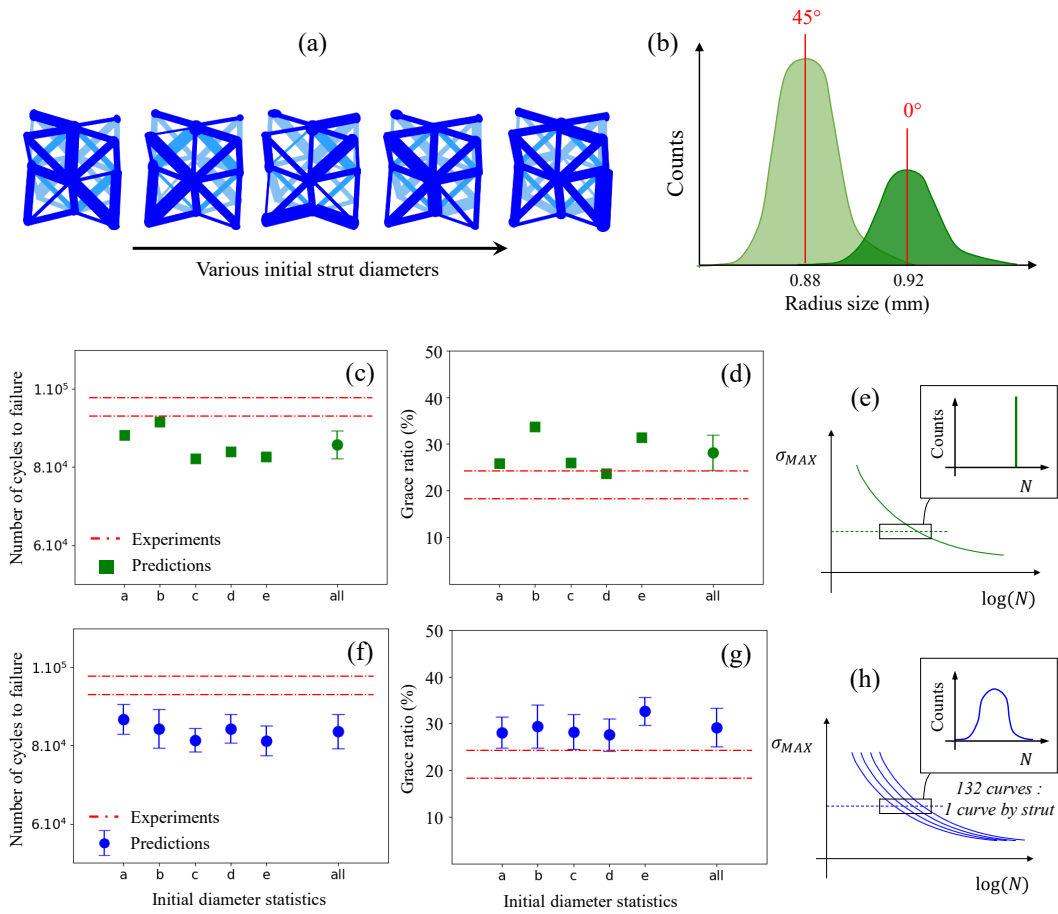 (a)
Various initial strut diameters
(b)
45°
0°
Counts
0.88
0.92
Radius size (mm)
(c)
Number of cycles to failure
1.10⁵
8.10⁴
6.10⁴
Experiments
Predictions
a b c d e all
(d)
Grace ratio (%)
50
40
30
20
10
a b c d e all
(e)
σMAX
log(N)
Counts
N
(f)
Number of cycles to failure
1.10⁵
8.10⁴
6.10⁴
Experiments
Predictions
a b c d e all
Initial diameter statistics
(g)
Grace ratio (%)
50
40
30
20
10
a b c d e all
Initial diameter statistics
(h)
σMAX
log(N)
Counts
N
132 curves :
1 curve by strut